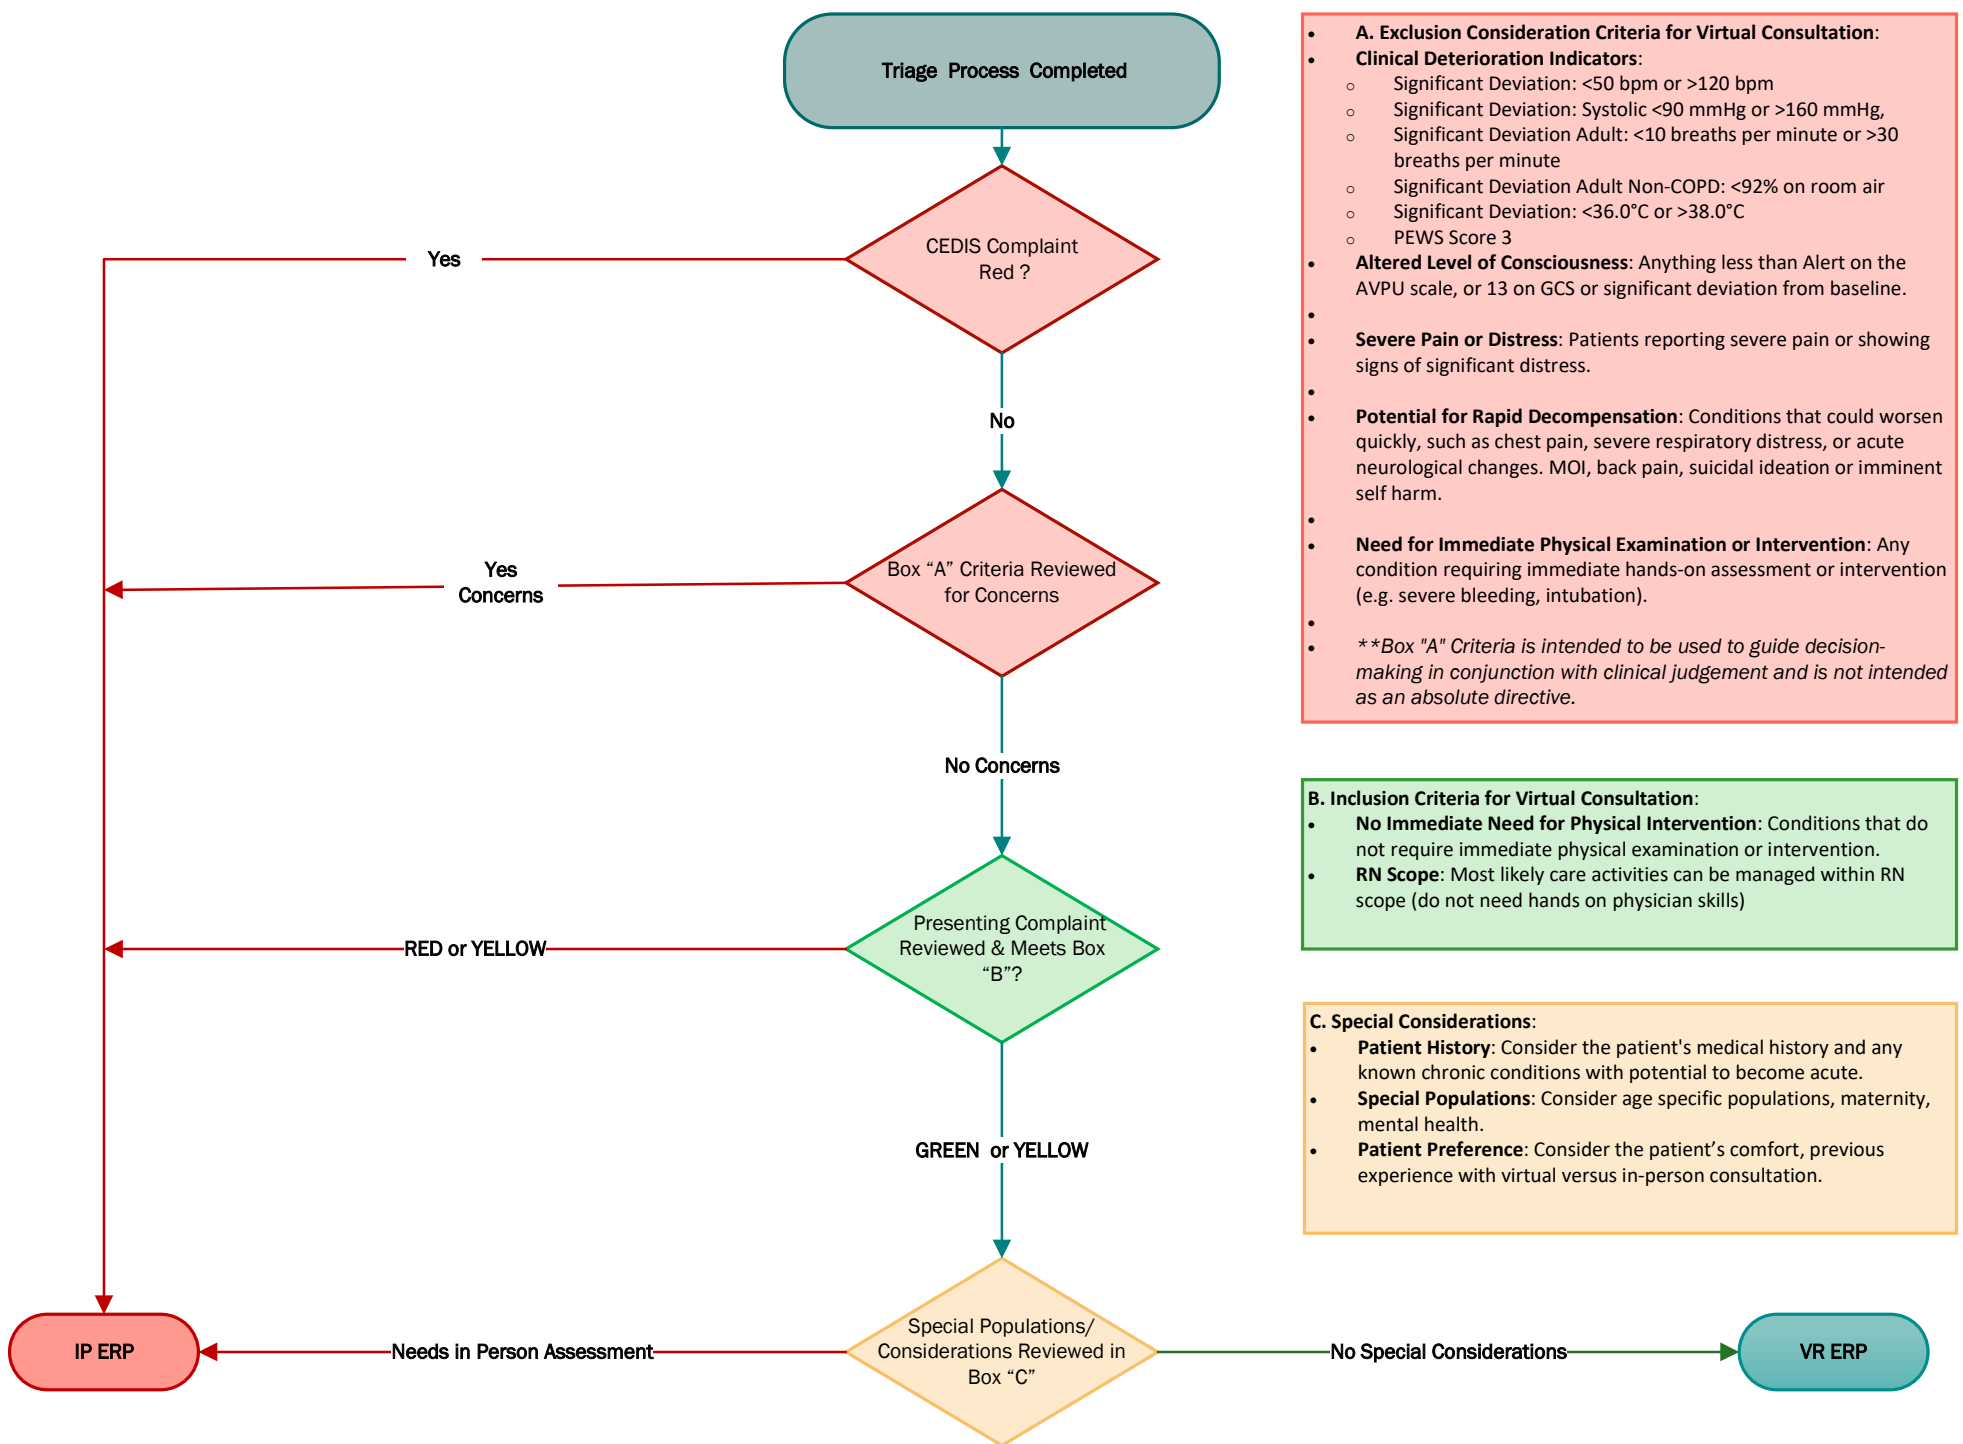 Triage Process Completed
CEDIS Complaint
Red ?
Yes
No
Box “A” Criteria Reviewed
for Concerns
Yes
Concerns
No Concerns
Presenting Complaint
Reviewed & Meets Box
“B”?
RED or YELLOW
GREEN or YELLOW
Special Populations/
Considerations Reviewed in
Box “C”
Needs in Person Assessment
No Special Considerations
IP ERP
VR ERP
• A. Exclusion Consideration Criteria for Virtual Consultation:
• Clinical Deterioration Indicators:
o Significant Deviation: <50 bpm or >120 bpm
o Significant Deviation: Systolic <90 mmHg or >160 mmHg,
o Significant Deviation Adult: <10 breaths per minute or >30
breaths per minute
o Significant Deviation Adult Non-COPD: <92% on room air
o Significant Deviation: <36.0°C or >38.0°C
o PEWS Score 3
• Altered Level of Consciousness: Anything less than Alert on the
AVPU scale, or 13 on GCS or significant deviation from baseline.
•
• Severe Pain or Distress: Patients reporting severe pain or showing
signs of significant distress.
•
• Potential for Rapid Decompensation: Conditions that could worsen
quickly, such as chest pain, severe respiratory distress, or acute
neurological changes. MOI, back pain, suicidal ideation or imminent
self harm.
•
• Need for Immediate Physical Examination or Intervention: Any
condition requiring immediate hands-on assessment or intervention
(e.g. severe bleeding, intubation).
•
• **Box "A" Criteria is intended to be used to guide decision-
making in conjunction with clinical judgement and is not intended
as an absolute directive.
B. Inclusion Criteria for Virtual Consultation:
• No Immediate Need for Physical Intervention: Conditions that do
not require immediate physical examination or intervention.
• RN Scope: Most likely care activities can be managed within RN
scope (do not need hands on physician skills)
C. Special Considerations:
• Patient History: Consider the patient's medical history and any
known chronic conditions with potential to become acute.
• Special Populations: Consider age specific populations, maternity,
mental health.
• Patient Preference: Consider the patient’s comfort, previous
experience with virtual versus in-person consultation.